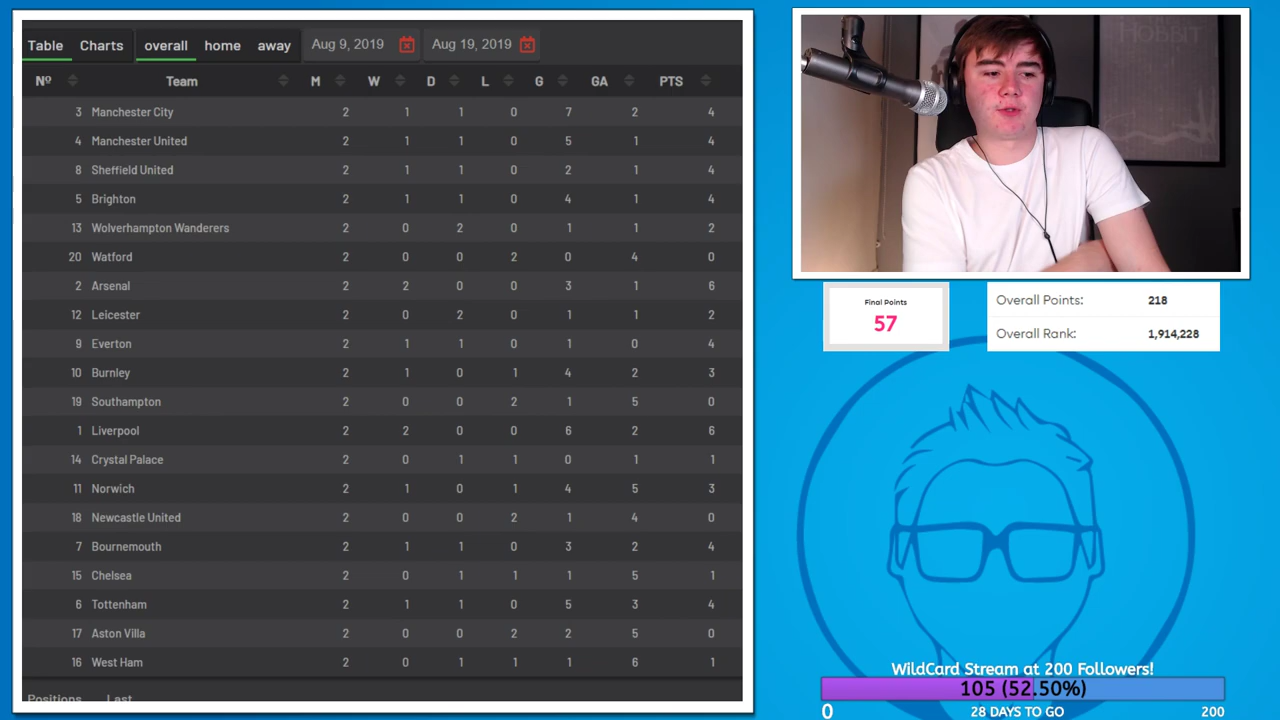 Table Charts overall home away Aug 9, 2019 Aug 19, 2019
Nº Team M W D L G GA PTS
3 Manchester City 2 1 1 0 7 2 4
4 Manchester United 2 1 1 0 5 1 4
8 Sheffield United 2 1 1 0 2 1 4
5 Brighton 2 1 1 0 4 1 4
13 Wolverhampton Wanderers 2 0 2 0 1 1 2
20 Watford 2 0 0 2 0 4 0
2 Arsenal 2 2 0 0 3 1 6
12 Leicester 2 0 2 0 1 1 2
9 Everton 2 1 1 0 1 0 4
10 Burnley 2 1 0 1 4 2 3
19 Southampton 2 0 0 2 1 5 0
1 Liverpool 2 2 0 0 6 2 6
14 Crystal Palace 2 0 1 1 0 1 1
11 Norwich 2 1 0 1 4 5 3
18 Newcastle United 2 0 0 2 1 4 0
7 Bournemouth 2 1 1 0 3 2 4
15 Chelsea 2 0 1 1 1 5 1
6 Tottenham 2 1 1 0 5 3 4
17 Aston Villa 2 0 0 2 2 5 0
16 West Ham 2 0 1 1 1 6 1
Positions Last
HOBBIT
Final Points
57
Overall Points: 218
Overall Rank: 1,914,228
WildCard Stream at 200 Followers!
105 (52.50%)
0 28 DAYS TO GO 200